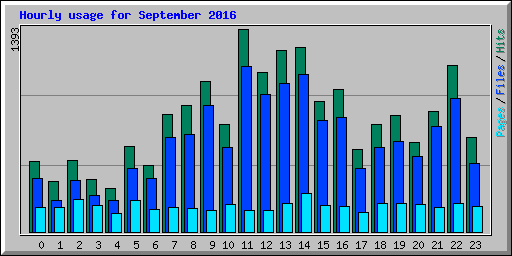 Hourly usage for September 2016
1393
Pages / Files / Hits
0 1 2 3 4 5 6 7 8 9 10 11 12 13 14 15 16 17 18 19 20 21 22 23